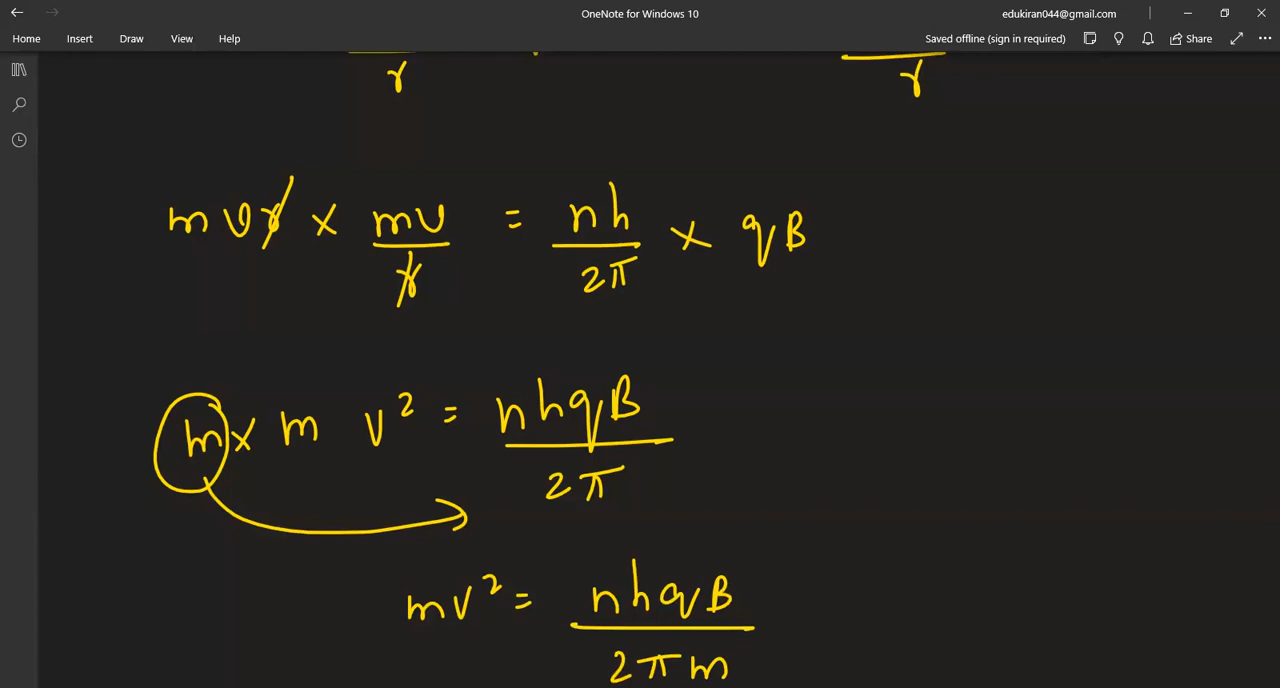 OneNote for Windows 10
edukiran044@gmail.com
Home Insert Draw View Help
Saved offline (sign in required)
Share
r r
m v r × mv/r = nh/2π × qB
m × m v² = nhqB/2π
mv² = nhqB/2πm